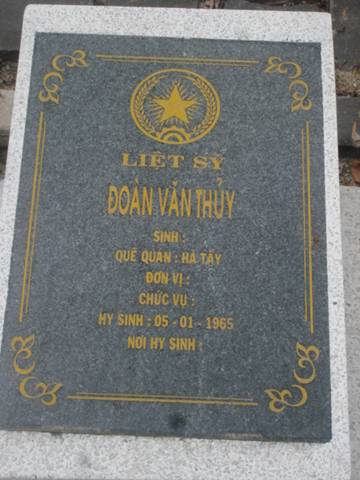 LIỆT SỸ
ĐOÀN VĂN THỦY
SINH :
QUÊ QUAN : HÀ TÂY
ĐƠN VỊ :
CHỨC VỤ :
HY SINH : 05 - 01 - 1965
NƠI HY SINH :